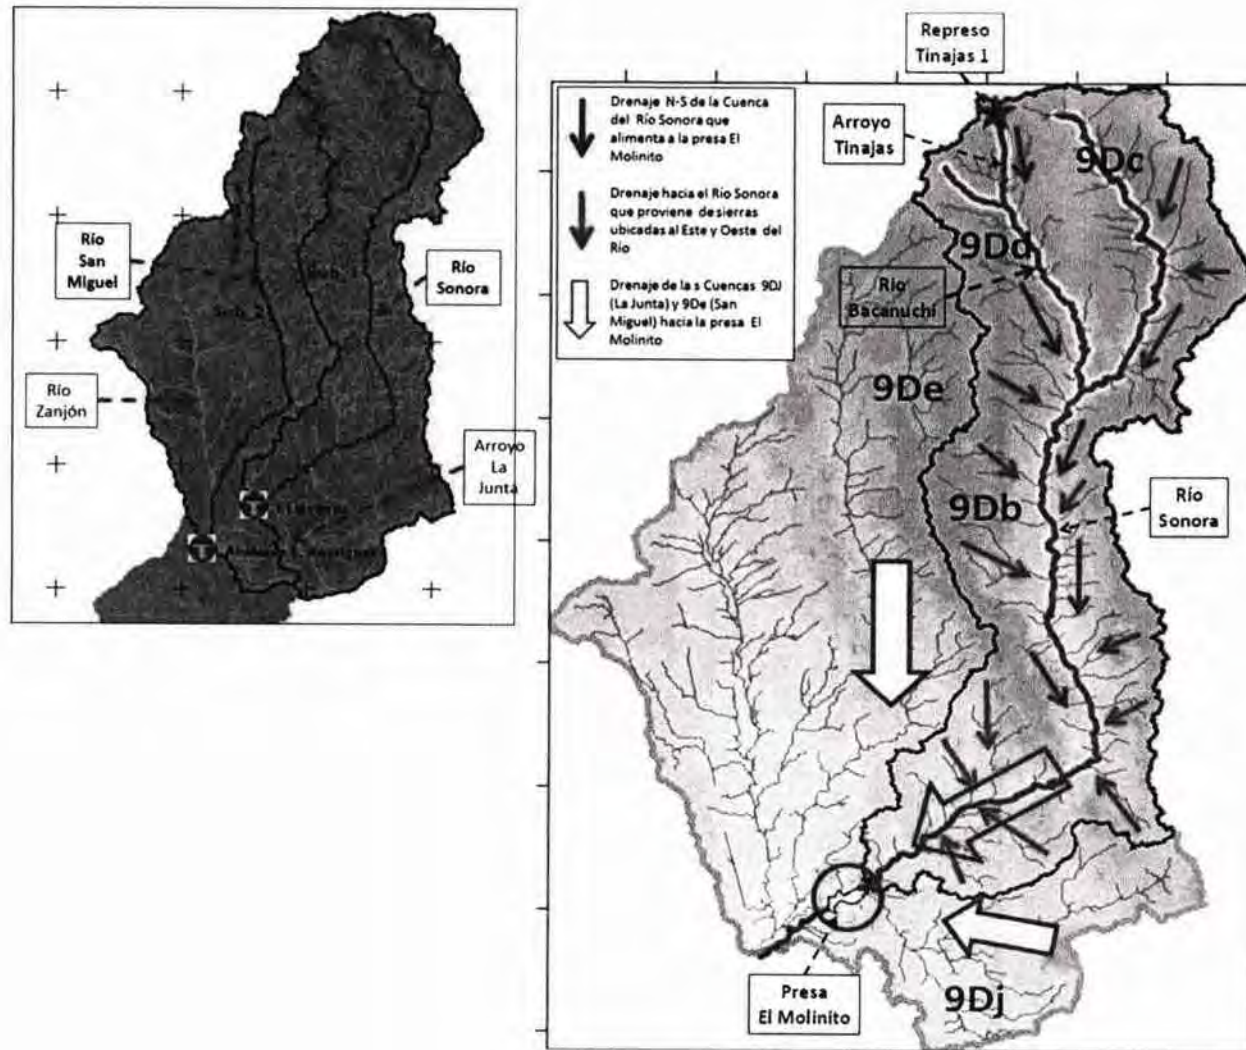 Río
San
Miguel
Río
Sonora
Río
Zanjón
Arroyo
La
Junta
Represo
Tinajas 1
Drenaje N-S de la Cuenca
del Río Sonora que
alimenta a la presa El
Molinito
Drenaje hacia el Río Sonora
que proviene de sierras
ubicadas al Este y Oeste del
Río
Drenaje de la s Cuencas 9DJ
(La Junta) y 9De (San
Miguel) hacia la presa El
Molinito
Arroyo
Tinajas
9Dc
9Dd
Río
Bacanuchi
9De
9Db
Río
Sonora
Presa
El Molinito
9Dj